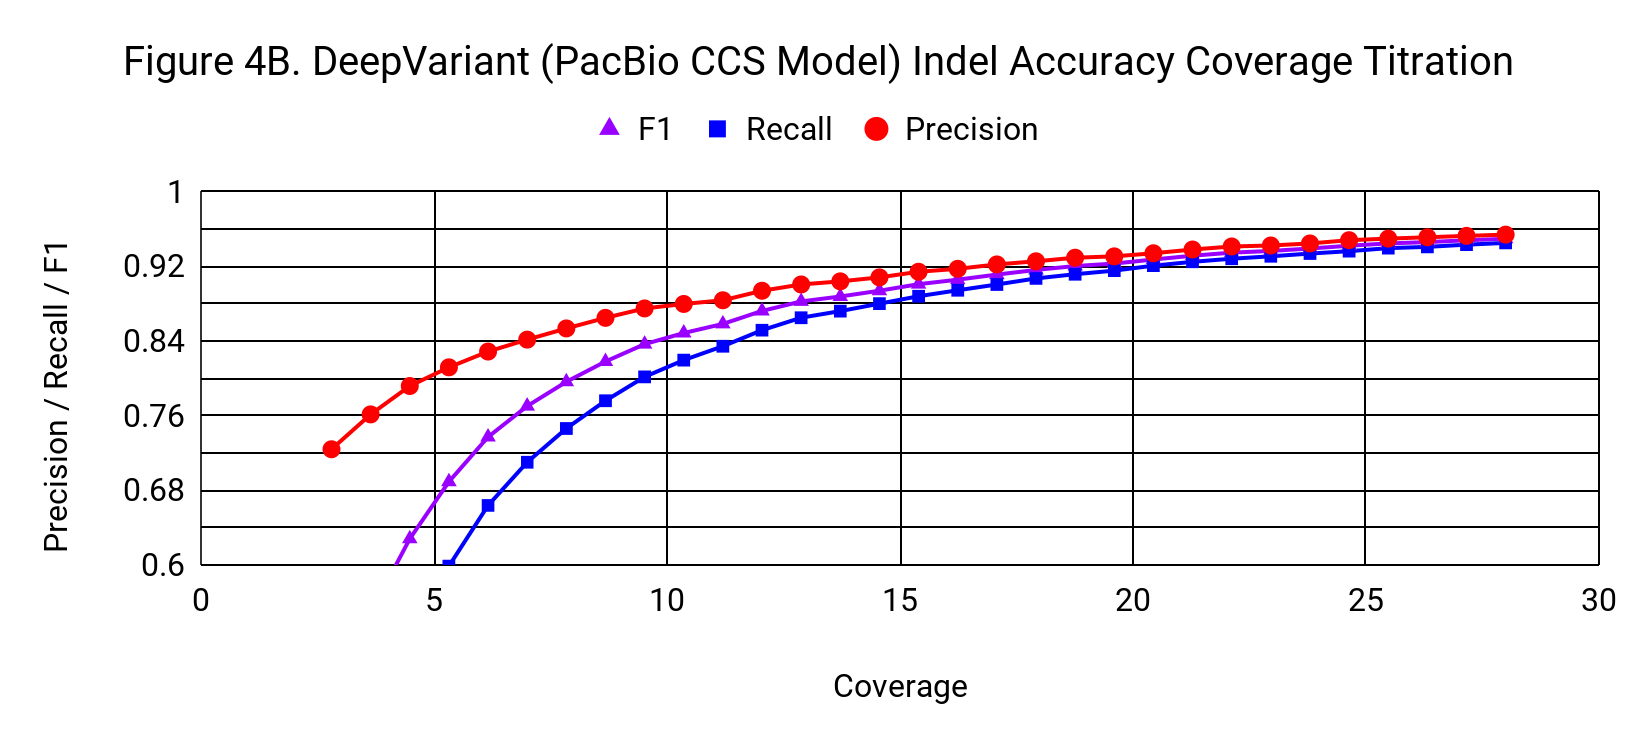 Figure 4B. DeepVariant (PacBio CCS Model) Indel Accuracy Coverage Titration
F1 Recall Precision
Precision / Recall / F1
1
0.92
0.84
0.76
0.68
0.6
0 5 10 15 20 25 30
Coverage